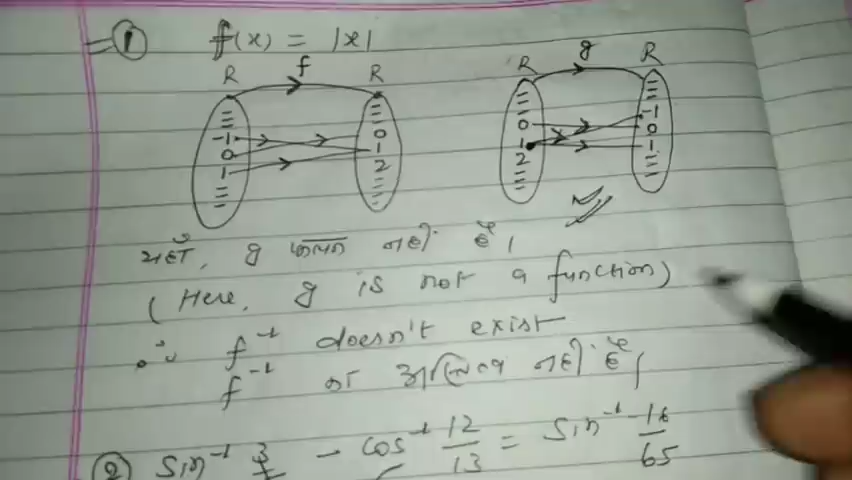 ① f(x) = |x|
R f R
R g R
-1 0
0 1
1 2
0 -1
1 0
2 1
यहाँ, g फलन नहीं है,
(Here, g is not a function)
∴ f⁻¹ doesn't exist
f⁻¹ का अस्तित्व नहीं है,
② Sin⁻¹ 3 - cos⁻¹ 12/13 = Sin⁻¹ -16/65